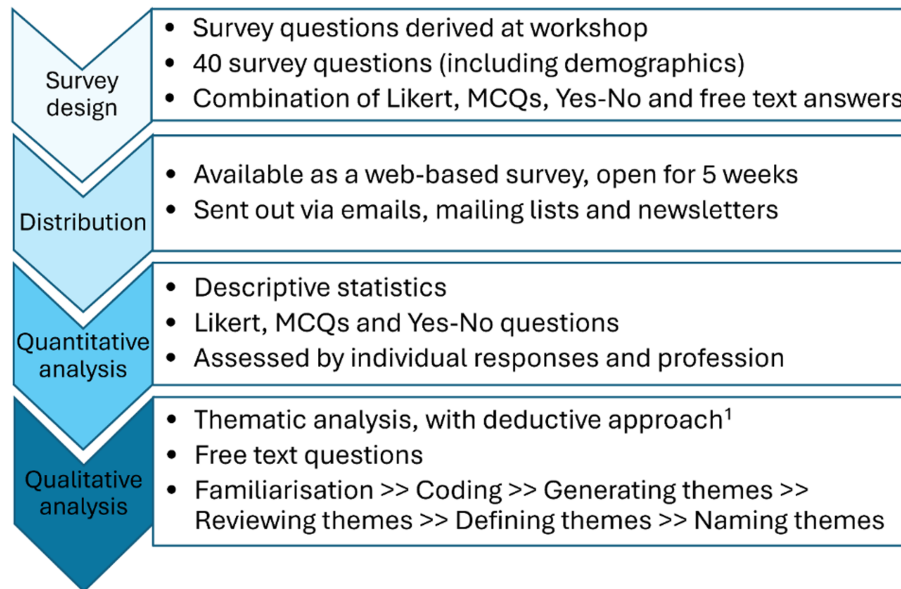 Survey
design
• Survey questions derived at workshop
• 40 survey questions (including demographics)
• Combination of Likert, MCQs, Yes-No and free text answers
Distribution
• Available as a web-based survey, open for 5 weeks
• Sent out via emails, mailing lists and newsletters
Quantitative
analysis
• Descriptive statistics
• Likert, MCQs and Yes-No questions
• Assessed by individual responses and profession
Qualitative
analysis
• Thematic analysis, with deductive approach¹
• Free text questions
• Familiarisation >> Coding >> Generating themes >>
Reviewing themes >> Defining themes >> Naming themes